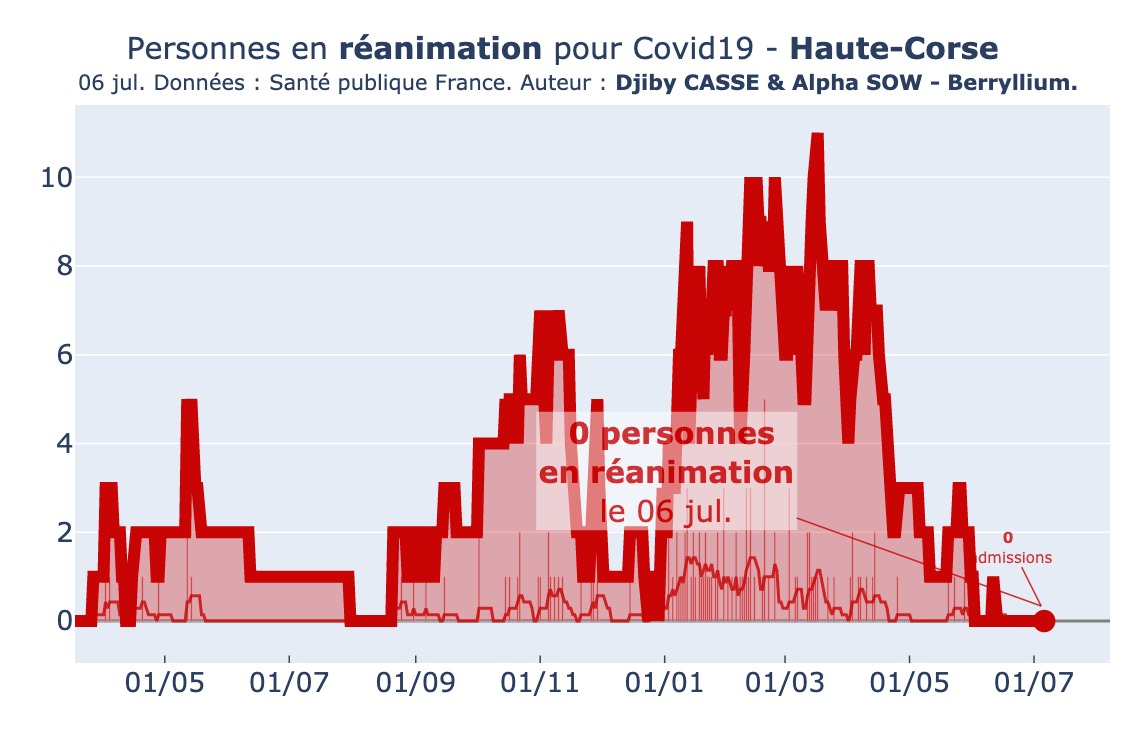 Personnes en réanimation pour Covid19 - Haute-Corse
06 jul. Données : Santé publique France. Auteur : Djiby CASSE & Alpha SOW - Berryllium.
10
8
6
4
2
0
0 personnes
en réanimation
le 06 jul.
0
admissions
01/05
01/07
01/09
01/11
01/01
01/03
01/05
01/07